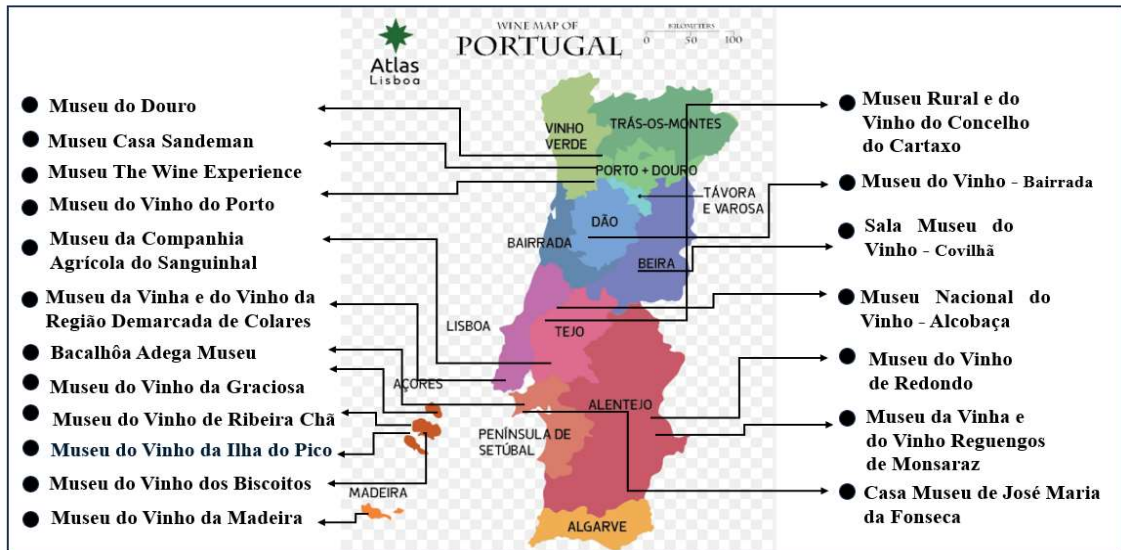 WINE MAP OF
PORTUGAL
KILOMETERS
0 50 100
Atlas
Lisboa
Museu do Douro
Museu Casa Sandeman
Museu The Wine Experience
Museu do Vinho do Porto
Museu da Companhia
Agrícola do Sanguinhal
Museu da Vinha e do Vinho da
Região Demarcada de Colares
Bacalhôa Adega Museu
Museu do Vinho da Graciosa
Museu do Vinho de Ribeira Chã
Museu do Vinho da Ilha do Pico
Museu do Vinho dos Biscoitos
Museu do Vinho da Madeira
VINHO
VERDE
TRÁS-OS-MONTES
PORTO + DOURO
TÁVORA
E VAROSA
DÃO
BAIRRADA
BEIRA
LISBOA
TEJO
AÇORES
ALENTEJO
PENÍNSULA DE
SETÚBAL
MADEIRA
ALGARVE
Museu Rural e do
Vinho do Concelho
do Cartaxo
Museu do Vinho - Bairrada
Sala Museu do
Vinho - Covilhã
Museu Nacional do
Vinho - Alcobaça
Museu do Vinho
de Redondo
Museu da Vinha e
do Vinho Reguengos
de Monsaraz
Casa Museu de José Maria
da Fonseca